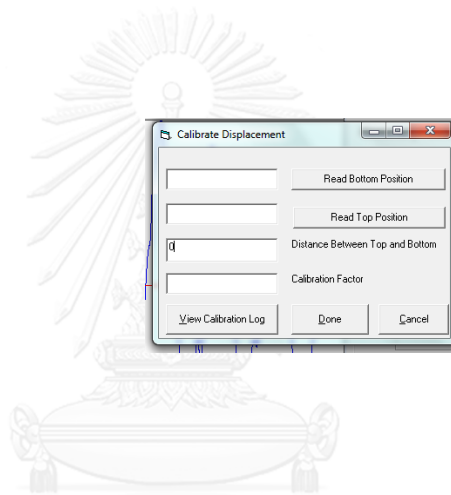 Calibrate Displacement
Read Bottom Position
Read Top Position
0 Distance Between Top and Bottom
Calibration Factor
View Calibration Log Done Cancel